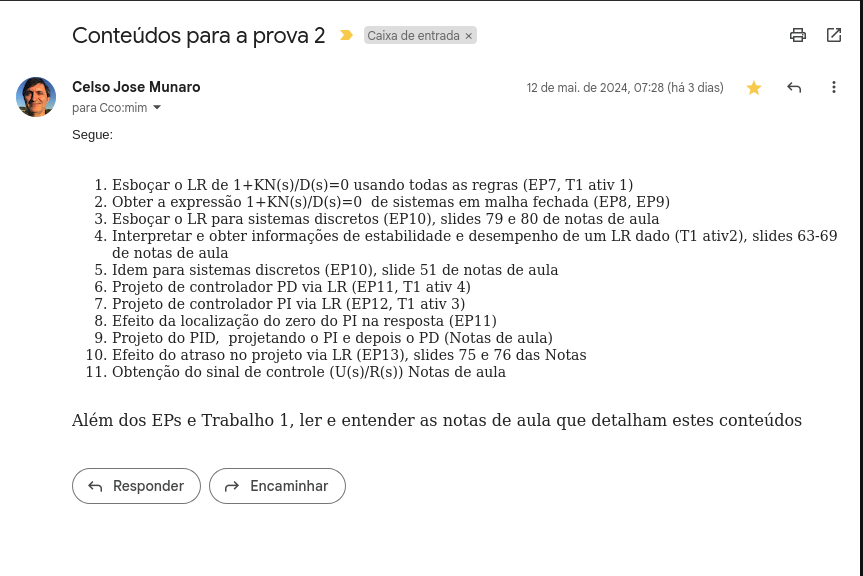 Conteúdos para a prova 2
Caixa de entrada ×
Celso Jose Munaro
12 de mai. de 2024, 07:28 (há 3 dias)
para Cco:mim
Segue:
1. Esboçar o LR de 1+KN(s)/D(s)=0 usando todas as regras (EP7, T1 ativ 1)
2. Obter a expressão 1+KN(s)/D(s)=0  de sistemas em malha fechada (EP8, EP9)
3. Esboçar o LR para sistemas discretos (EP10), slides 79 e 80 de notas de aula
4. Interpretar e obter informações de estabilidade e desempenho de um LR dado (T1 ativ2), slides 63-69
de notas de aula
5. Idem para sistemas discretos (EP10), slide 51 de notas de aula
6. Projeto de controlador PD via LR (EP11, T1 ativ 4)
7. Projeto de controlador PI via LR (EP12, T1 ativ 3)
8. Efeito da localização do zero do PI na resposta (EP11)
9. Projeto do PID,  projetando o PI e depois o PD (Notas de aula)
10. Efeito do atraso no projeto via LR (EP13), slides 75 e 76 das Notas
11. Obtenção do sinal de controle (U(s)/R(s)) Notas de aula
Além dos EPs e Trabalho 1, ler e entender as notas de aula que detalham estes conteúdos
Responder
Encaminhar